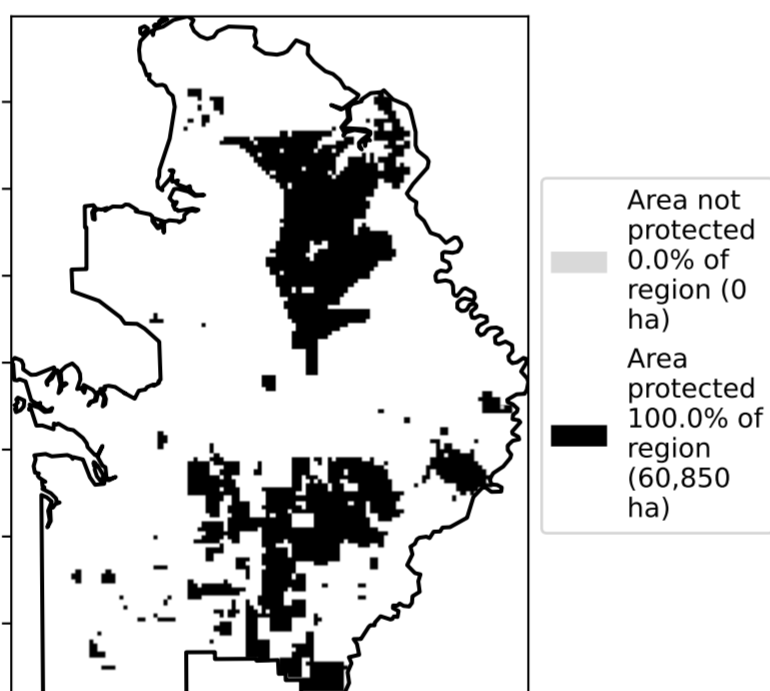 Area not
protected
0.0% of
region (0
ha)
Area
protected
100.0% of
region
(60,850
ha)